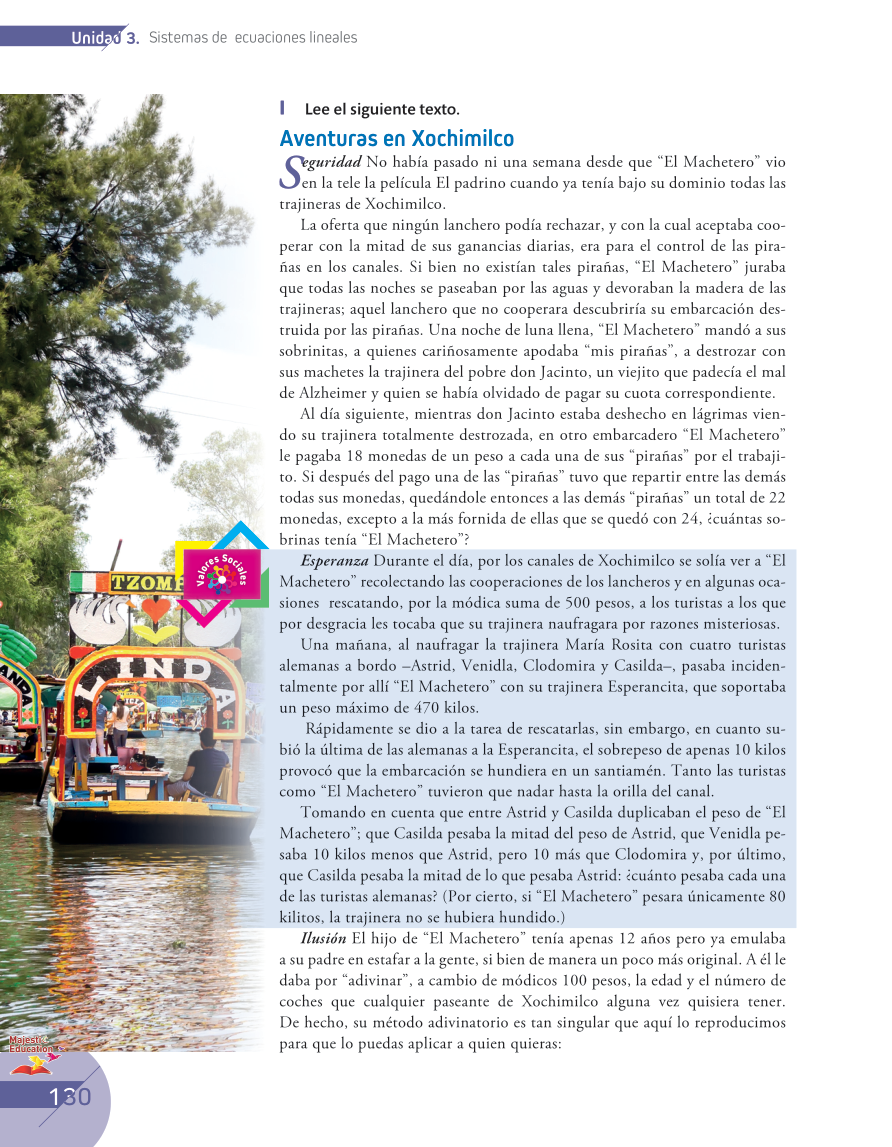 Unidad 3. Sistemas de ecuaciones lineales
I Lee el siguiente texto.
Aventuras en Xochimilco
Seguridad No había pasado ni una semana desde que “El Machetero” vio
en la tele la película El padrino cuando ya tenía bajo su dominio todas las
trajineras de Xochimilco.
La oferta que ningún lanchero podía rechazar, y con la cual aceptaba coo-
perar con la mitad de sus ganancias diarias, era para el control de las pira-
ñas en los canales. Si bien no existían tales pirañas, “El Machetero” juraba
que todas las noches se paseaban por las aguas y devoraban la madera de las
trajineras; aquel lanchero que no cooperara descubriría su embarcación des-
truida por las pirañas. Una noche de luna llena, “El Machetero” mandó a sus
sobrinitas, a quienes cariñosamente apodaba “mis pirañas”, a destrozar con
sus machetes la trajinera del pobre don Jacinto, un viejito que padecía el mal
de Alzheimer y quien se había olvidado de pagar su cuota correspondiente.
Al día siguiente, mientras don Jacinto estaba deshecho en lágrimas vien-
do su trajinera totalmente destrozada, en otro embarcadero “El Machetero”
le pagaba 18 monedas de un peso a cada una de sus “pirañas” por el trabaji-
to. Si después del pago una de las “pirañas” tuvo que repartir entre las demás
todas sus monedas, quedándole entonces a las demás “pirañas” un total de 22
monedas, excepto a la más fornida de ellas que se quedó con 24, ¿cuántas so-
brinas tenía “El Machetero”?
Esperanza Durante el día, por los canales de Xochimilco se solía ver a “El
Machetero” recolectando las cooperaciones de los lancheros y en algunas oca-
siones rescatando, por la módica suma de 500 pesos, a los turistas a los que
por desgracia les tocaba que su trajinera naufragara por razones misteriosas.
Una mañana, al naufragar la trajinera María Rosita con cuatro turistas
alemanas a bordo –Astrid, Venidla, Clodomira y Casilda–, pasaba inciden-
talmente por allí “El Machetero” con su trajinera Esperancita, que soportaba
un peso máximo de 470 kilos.
Rápidamente se dio a la tarea de rescatarlas, sin embargo, en cuanto su-
bió la última de las alemanas a la Esperancita, el sobrepeso de apenas 10 kilos
provocó que la embarcación se hundiera en un santiamén. Tanto las turistas
como “El Machetero” tuvieron que nadar hasta la orilla del canal.
Tomando en cuenta que entre Astrid y Casilda duplicaban el peso de “El
Machetero”; que Casilda pesaba la mitad del peso de Astrid, que Venidla pe-
saba 10 kilos menos que Astrid, pero 10 más que Clodomira y, por último,
que Casilda pesaba la mitad de lo que pesaba Astrid: ¿cuánto pesaba cada una
de las turistas alemanas? (Por cierto, si “El Machetero” pesara únicamente 80
kilitos, la trajinera no se hubiera hundido.)
Ilusión El hijo de “El Machetero” tenía apenas 12 años pero ya emulaba
a su padre en estafar a la gente, si bien de manera un poco más original. A él le
daba por “adivinar”, a cambio de módicos 100 pesos, la edad y el número de
coches que cualquier paseante de Xochimilco alguna vez quisiera tener.
De hecho, su método adivinatorio es tan singular que aquí lo reproducimos
para que lo puedas aplicar a quien quieras:
Valores Sociales
LINDA
ANDA
Majestic
Education
130